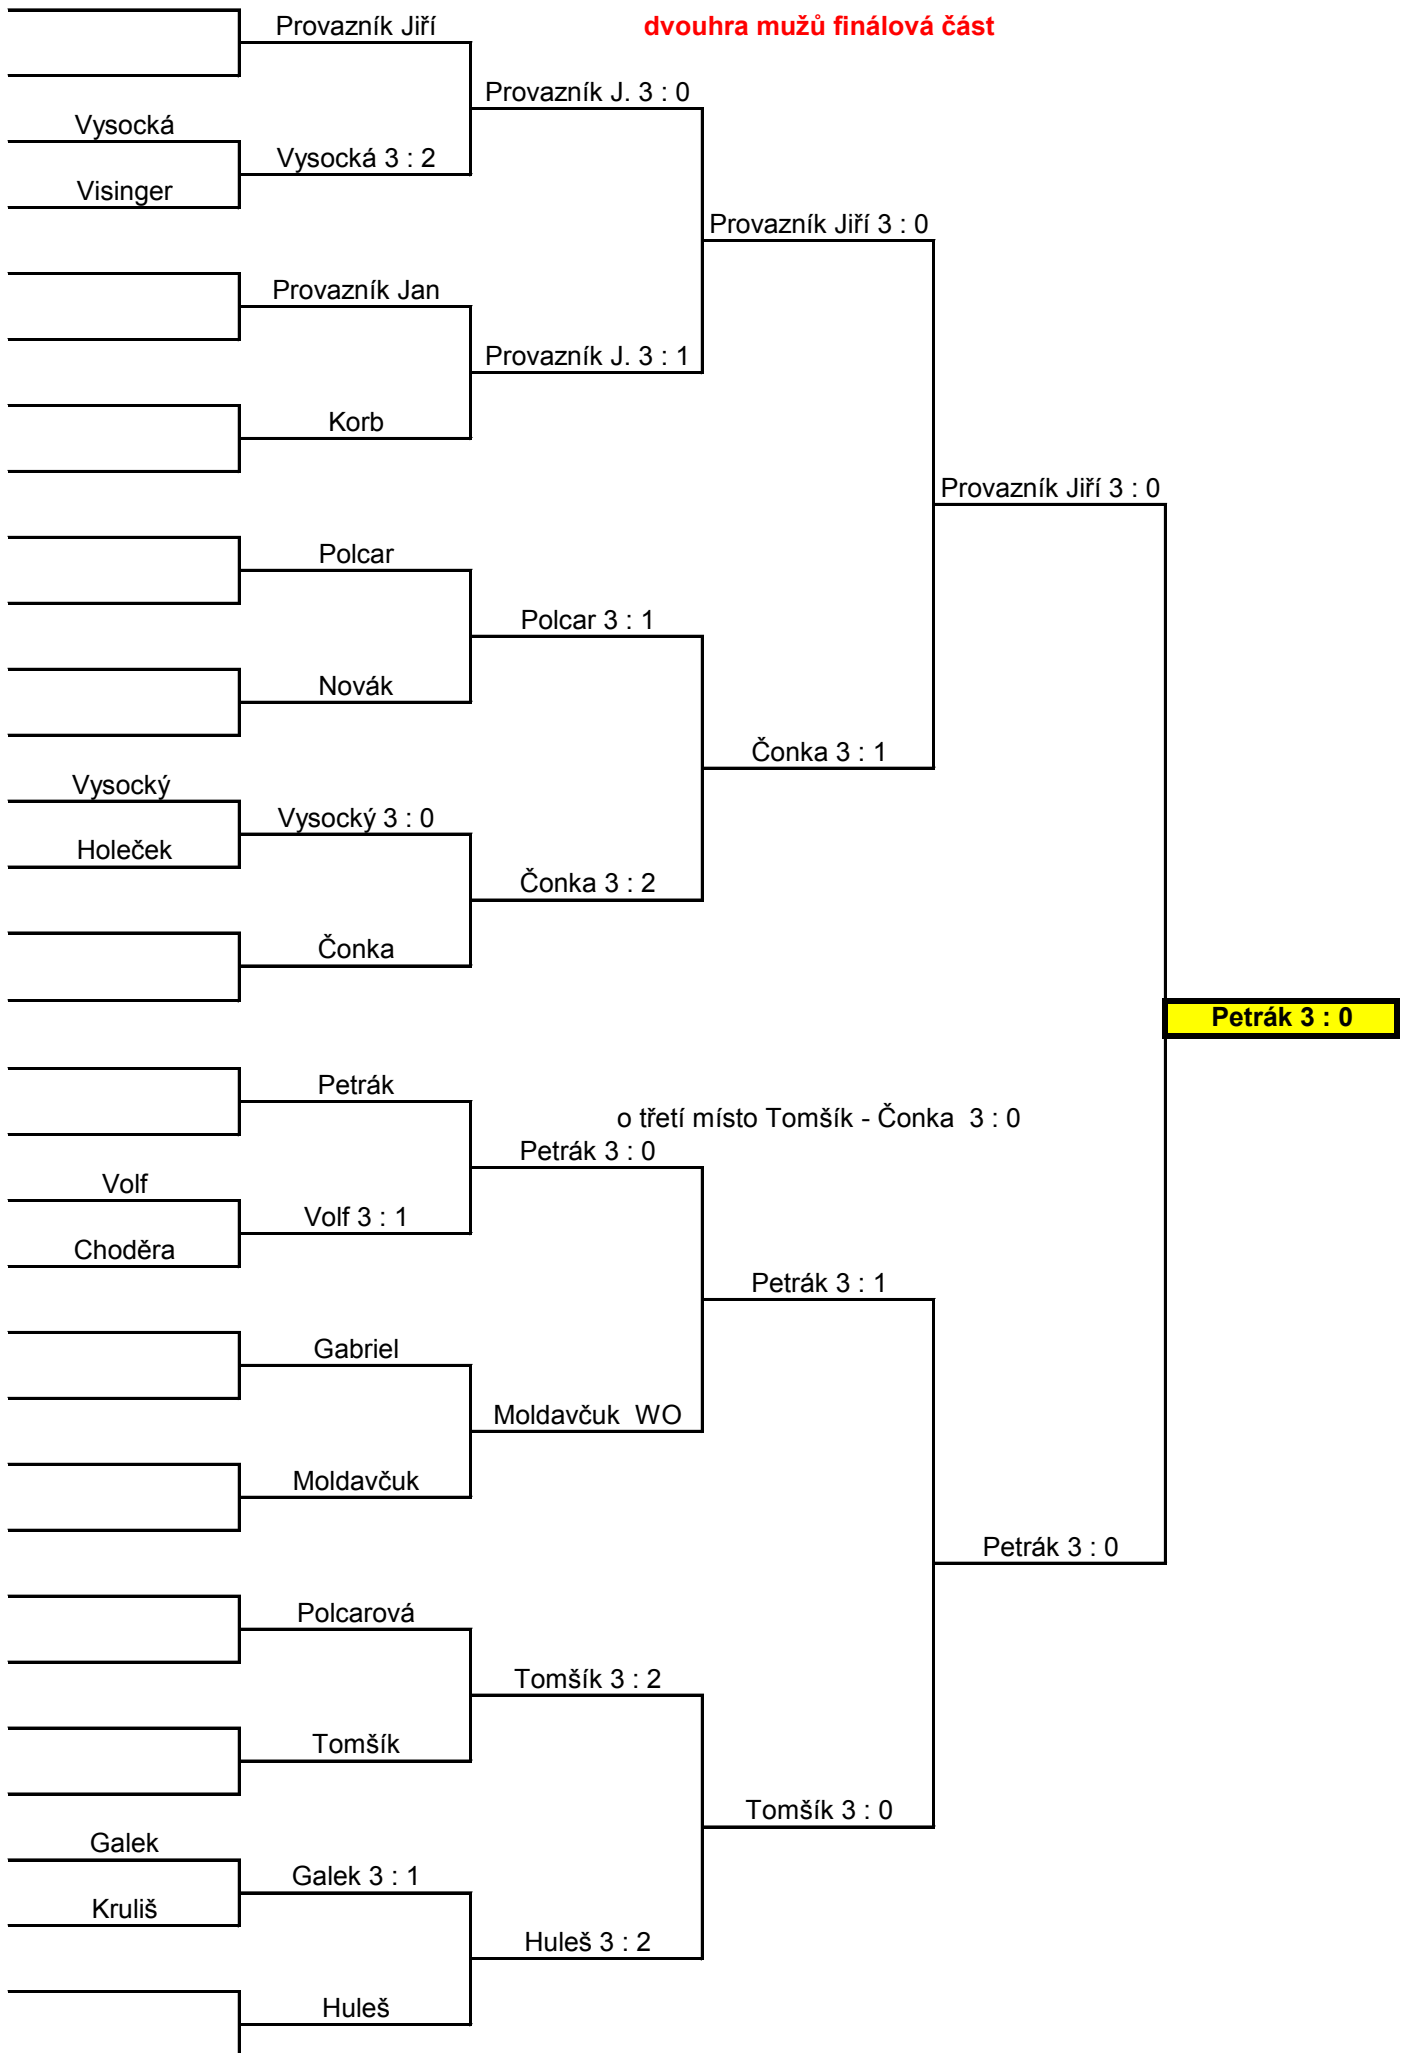 Provazník Jiří
dvouhra mužů finálová část
Provazník J. 3 : 0
Vysocká
Vysocká 3 : 2
Visinger
Provazník Jiří 3 : 0
Provazník Jan
Provazník J. 3 : 1
Korb
Provazník Jiří 3 : 0
Polcar
Polcar 3 : 1
Novák
Čonka 3 : 1
Vysocký
Vysocký 3 : 0
Holeček
Čonka 3 : 2
Čonka
Petrák 3 : 0
Petrák
o třetí místo Tomšík - Čonka  3 : 0
Petrák 3 : 0
Volf
Volf 3 : 1
Choděra
Petrák 3 : 1
Gabriel
Moldavčuk  WO
Moldavčuk
Petrák 3 : 0
Polcarová
Tomšík 3 : 2
Tomšík
Tomšík 3 : 0
Galek
Galek 3 : 1
Kruliš
Huleš 3 : 2
Huleš